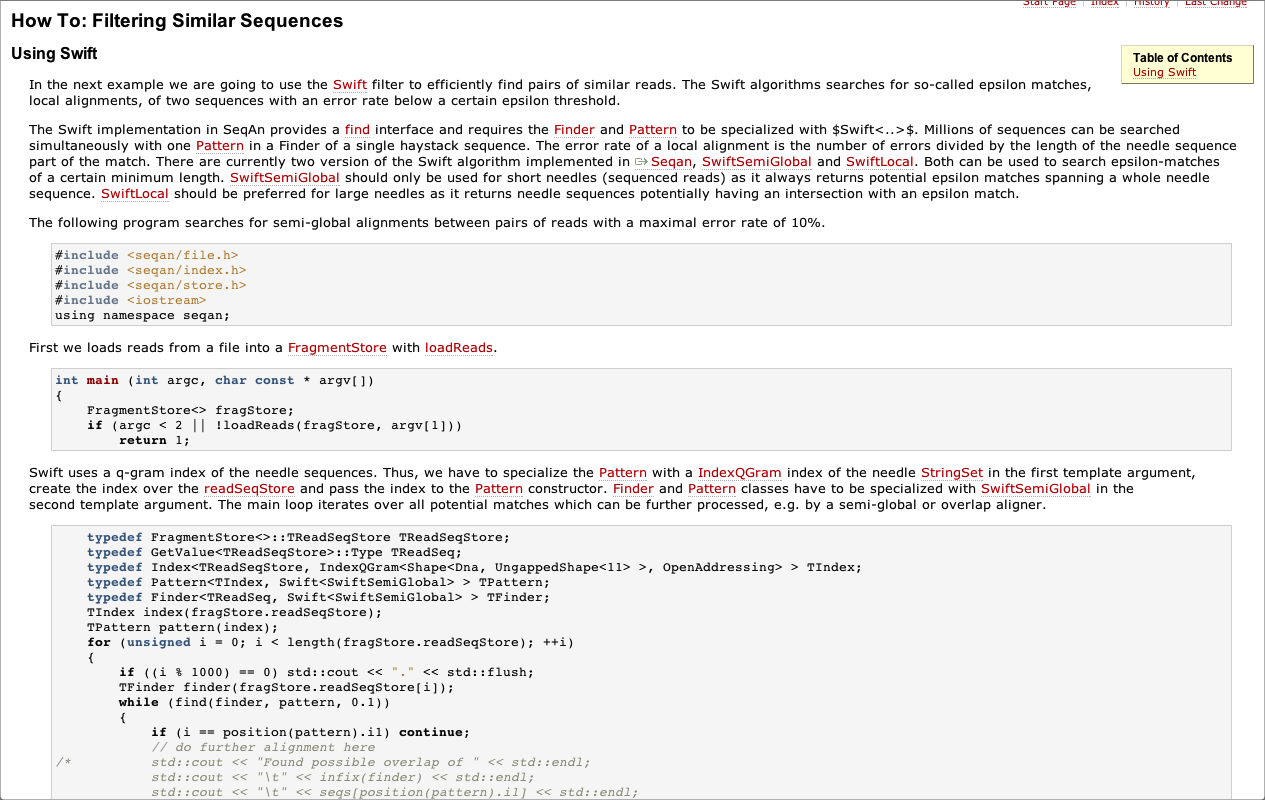 Start Page | Index | History | Last Change
How To: Filtering Similar Sequences
Using Swift
Table of Contents
Using Swift
In the next example we are going to use the Swift filter to efficiently find pairs of similar reads. The Swift algorithms searches for so-called epsilon matches,
local alignments, of two sequences with an error rate below a certain epsilon threshold.
The Swift implementation in SeqAn provides a find interface and requires the Finder and Pattern to be specialized with $Swift<..>$. Millions of sequences can be searched
simultaneously with one Pattern in a Finder of a single haystack sequence. The error rate of a local alignment is the number of errors divided by the length of the needle sequence
part of the match. There are currently two version of the Swift algorithm implemented in Seqan, SwiftSemiGlobal and SwiftLocal. Both can be used to search epsilon-matches
of a certain minimum length. SwiftSemiGlobal should only be used for short needles (sequenced reads) as it always returns potential epsilon matches spanning a whole needle
sequence. SwiftLocal should be preferred for large needles as it returns needle sequences potentially having an intersection with an epsilon match.
The following program searches for semi-global alignments between pairs of reads with a maximal error rate of 10%.
#include <seqan/file.h>
#include <seqan/index.h>
#include <seqan/store.h>
#include <iostream>
using namespace seqan;
First we loads reads from a file into a FragmentStore with loadReads.
int main (int argc, char const * argv[])
{
    FragmentStore<> fragStore;
    if (argc < 2 || !loadReads(fragStore, argv[1]))
        return 1;
Swift uses a q-gram index of the needle sequences. Thus, we have to specialize the Pattern with a IndexQGram index of the needle StringSet in the first template argument,
create the index over the readSeqStore and pass the index to the Pattern constructor. Finder and Pattern classes have to be specialized with SwiftSemiGlobal in the
second template argument. The main loop iterates over all potential matches which can be further processed, e.g. by a semi-global or overlap aligner.
    typedef FragmentStore<>::TReadSeqStore TReadSeqStore;
    typedef GetValue<TReadSeqStore>::Type TReadSeq;
    typedef Index<TReadSeqStore, IndexQGram<Shape<Dna, UngappedShape<11> >, OpenAddressing> > TIndex;
    typedef Pattern<TIndex, Swift<SwiftSemiGlobal> > TPattern;
    typedef Finder<TReadSeq, Swift<SwiftSemiGlobal> > TFinder;
    TIndex index(fragStore.readSeqStore);
    TPattern pattern(index);
    for (unsigned i = 0; i < length(fragStore.readSeqStore); ++i)
    {
        if ((i % 1000) == 0) std::cout << "." << std::flush;
        TFinder finder(fragStore.readSeqStore[i]);
        while (find(finder, pattern, 0.1))
        {
            if (i == position(pattern).i1) continue;
            // do further alignment here
/*          std::cout << "Found possible overlap of " << std::endl;
            std::cout << "\t" << infix(finder) << std::endl;
            std::cout << "\t" << seqs[position(pattern).i1] << std::endl;